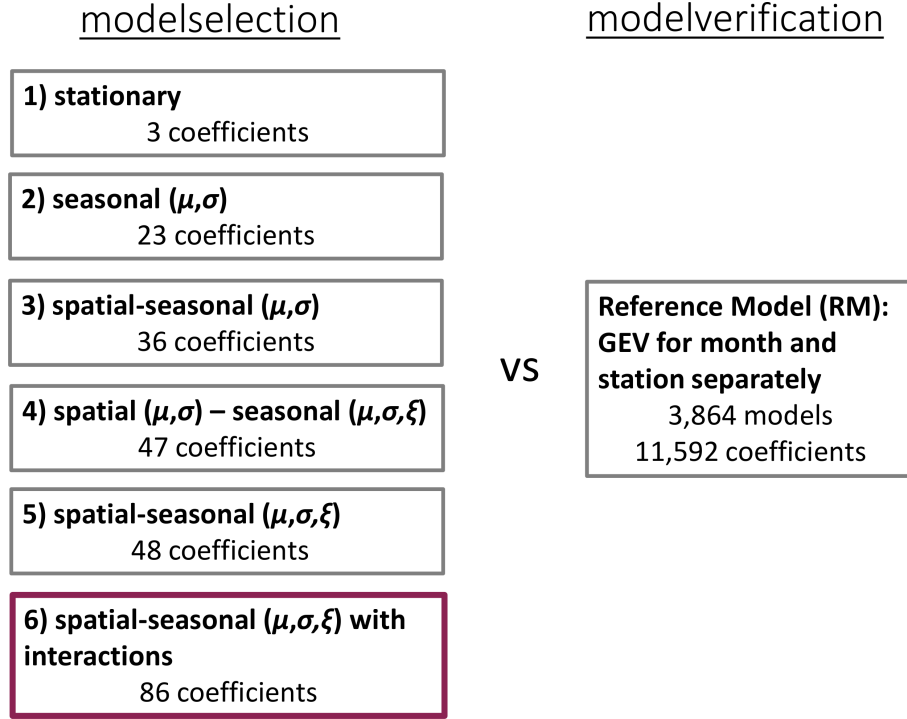 modelselection
1) stationary
3 coefficients
2) seasonal (μ,σ)
23 coefficients
3) spatial-seasonal (μ,σ)
36 coefficients
4) spatial (μ,σ) – seasonal (μ,σ,ξ)
47 coefficients
5) spatial-seasonal (μ,σ,ξ)
48 coefficients
6) spatial-seasonal (μ,σ,ξ) with
interactions
86 coefficients
vs
modelverification
Reference Model (RM):
GEV for month and
station separately
3,864 models
11,592 coefficients